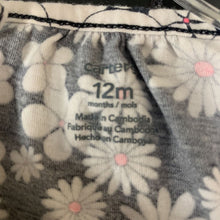 carter's
12m
months / mois
Made in Cambodia
Fabriqué au Cambodge
Hecho en Camboya